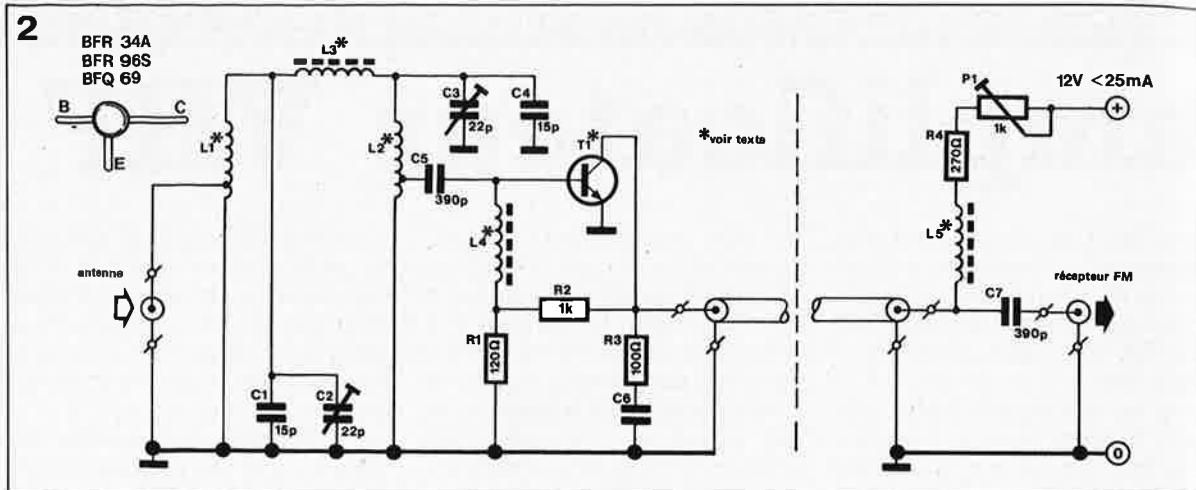 2
BFR 34A
BFR 96S
BFQ 69
B
C
E
L1*
L3*
L2*
C3
22p
C4
15p
C5
390p
T1*
*voir texte
P1
1k
12V <25mA
+
R4
270Ω
L4*
L5*
antenne
R2
1k
R1
120Ω
R3
100Ω
C6
C7
390p
récepteur FM
C1
15p
C2
22p
0